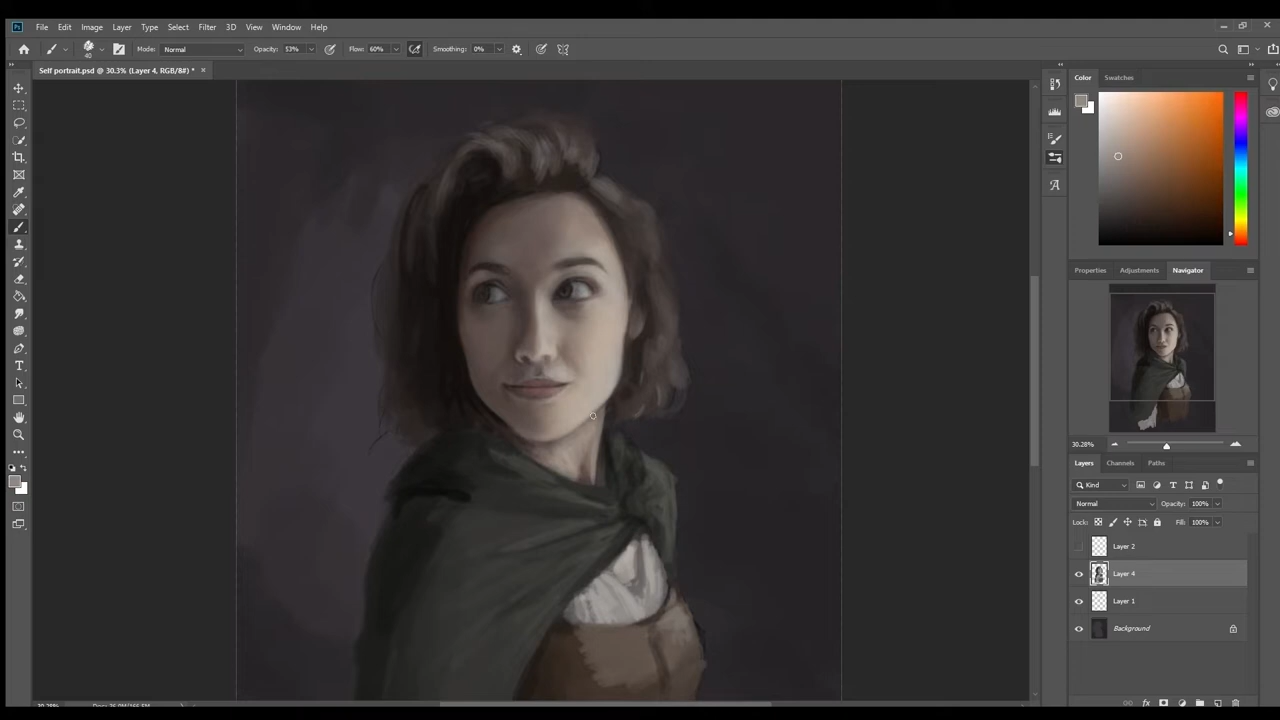 Ps File Edit Image Layer Type Select Filter 3D View Window Help
40 Mode: Normal Opacity: 53% Flow: 60% Smoothing: 0%
Self portrait.psd @ 30.3% (Layer 4, RGB/8#) * ×
Color Swatches
Properties Adjustments Navigator
30.28%
Layers Channels Paths
Kind
Normal Opacity: 100%
Lock: Fill: 100%
Layer 2
Layer 4
Layer 1
Background